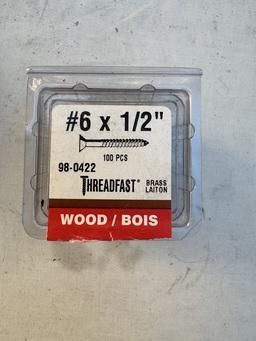 #6 x 1/2"
100 PCS
98-0422
THREADFAST® BRASS
LAITON
WOOD / BOIS